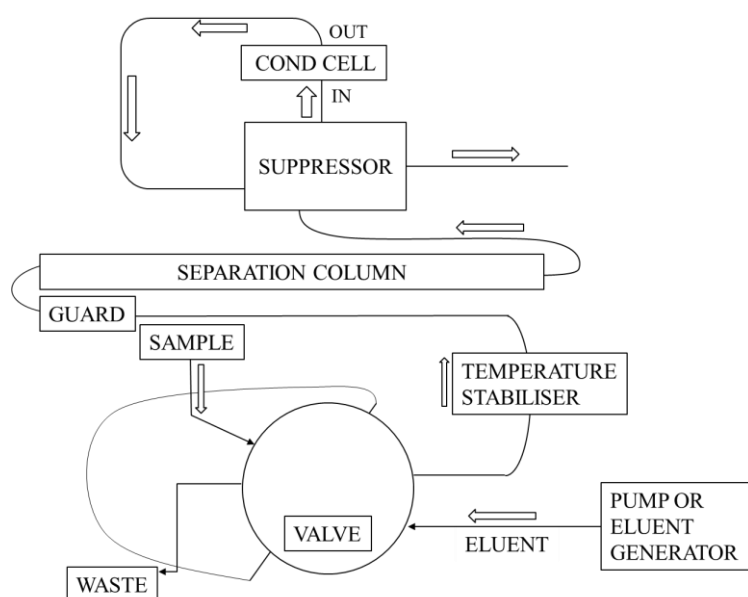 OUT
COND CELL
IN
SUPPRESSOR
SEPARATION COLUMN
GUARD
SAMPLE
TEMPERATURE
STABILISER
PUMP OR
ELUENT
GENERATOR
VALVE
ELUENT
WASTE